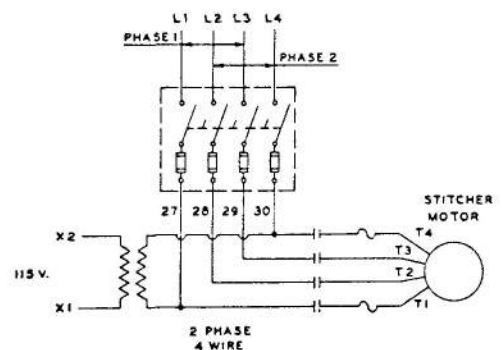 L1 L2 L3 L4
PHASE 1
PHASE 2
27 28 29 30
STITCHER
MOTOR
X2
T4
T3
115 V.
T2
X1
T1
2 PHASE
4 WIRE